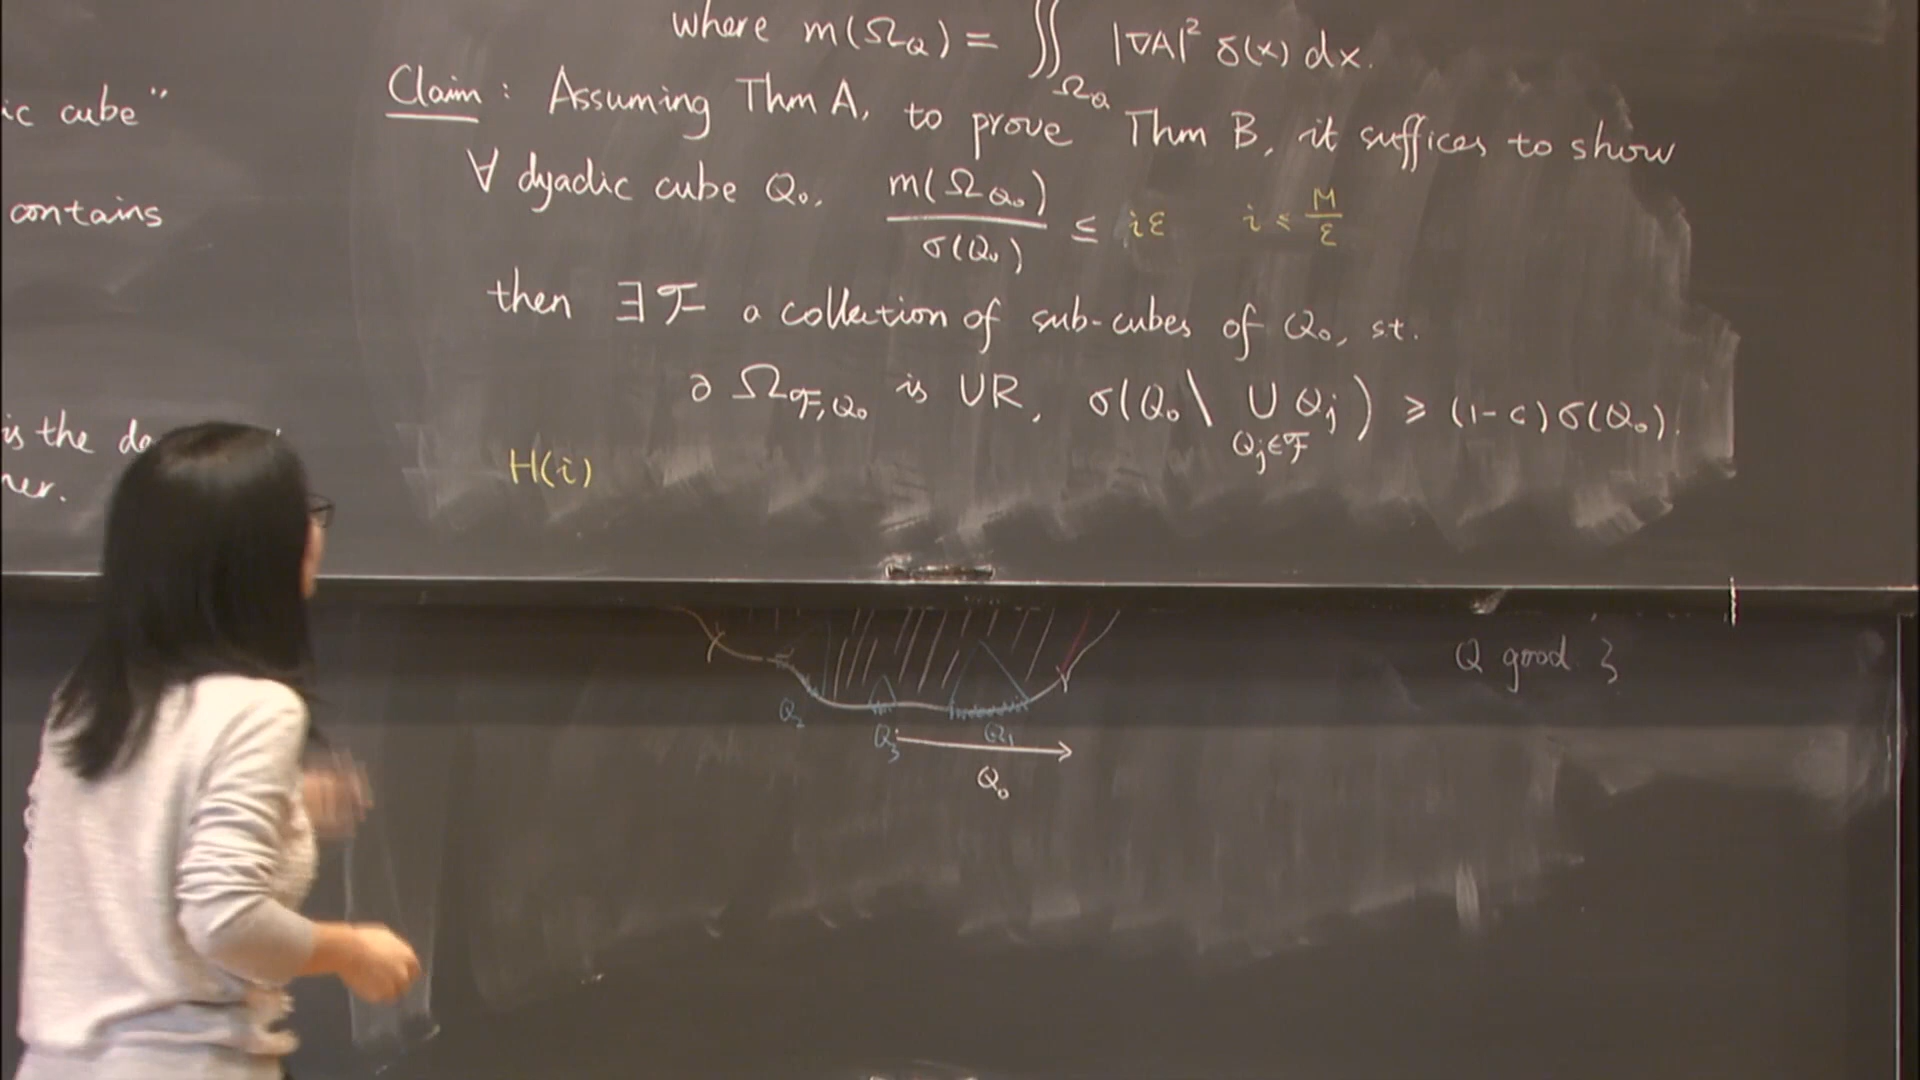 where m(Ω_Q) = ∬_{Ω_Q} |∇A|² δ(x) dx.
ic cube"
Claim: Assuming Thm A, to prove Thm B, it suffices to show
∀ dyadic cube Q₀, m(Ω_{Q₀}) / σ(Q₀) ≤ iε i ≤ M/ε
contains
then ∃ ℱ a collection of sub-cubes of Q₀, s.t.
∂Ω_{ℱ,Q₀} is UR, σ(Q₀ \ ∪_{Q_j∈ℱ} Q_j) ≥ (1-c)σ(Q₀).
is the do
ner.
H(i)
Q good }
Q₂
Q₃ Q₁
Q₀